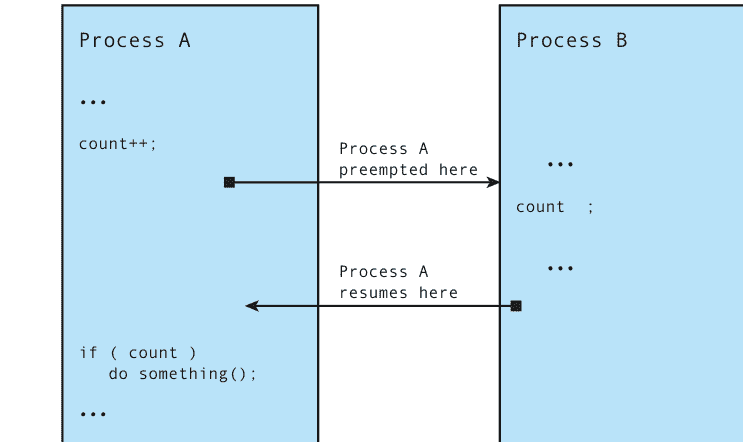 Process A
...
count++;
Process A
preempted here
Process B
...
count  ;
...
Process A
resumes here
if ( count )
   do something();
...